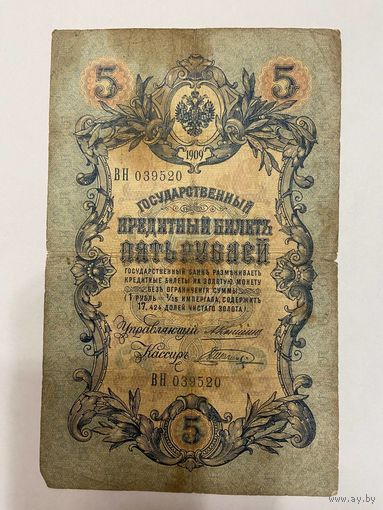 5 5
1909
ВН 039520
ГОСУДАРСТВЕННЫЙ
КРЕДИТНЫЙ БИЛЕТЪ
ПЯТЬ РУБЛЕЙ
ГОСУДАРСТВЕННЫЙ БАНКЪ РАЗМѢНИВАЕТЪ
КРЕДИТНЫЕ БИЛЕТЫ НА ЗОЛОТУЮ МОНЕТУ
БЕЗЪ ОГРАНИЧЕНІЯ СУММЫ
(1 РУБЛЬ = 1/15 ИМПЕРІАЛА, СОДЕРЖИТЪ
17,424 ДОЛЕЙ ЧИСТАГО ЗОЛОТА).
Управляющій
Кассиръ
ВН 039520
5
www.ay.by